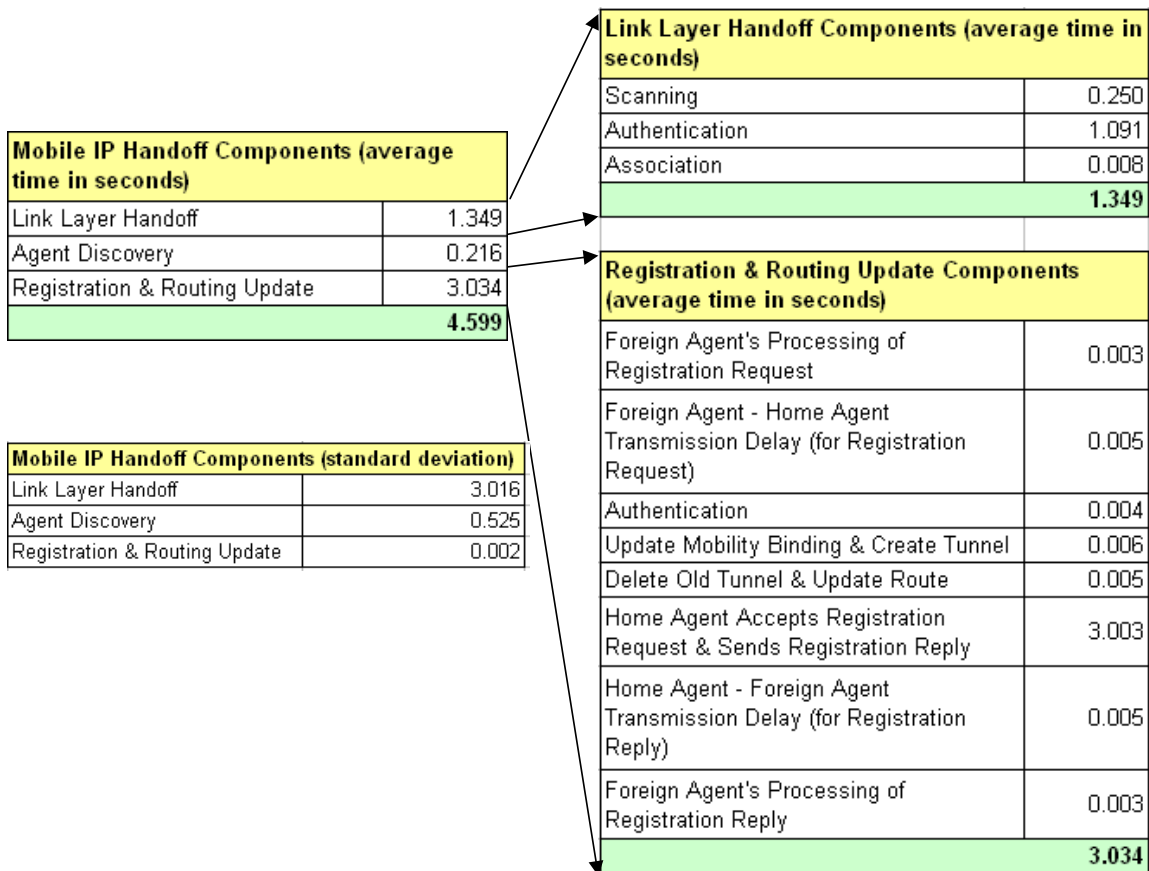 Mobile IP Handoff Components (average
time in seconds)
Link Layer Handoff 1.349
Agent Discovery 0.216
Registration & Routing Update 3.034
4.599
Mobile IP Handoff Components (standard deviation)
Link Layer Handoff 3.016
Agent Discovery 0.525
Registration & Routing Update 0.002
Link Layer Handoff Components (average time in
seconds)
Scanning 0.250
Authentication 1.091
Association 0.008
1.349
Registration & Routing Update Components
(average time in seconds)
Foreign Agent's Processing of
Registration Request 0.003
Foreign Agent - Home Agent
Transmission Delay (for Registration 0.005
Request)
Authentication 0.004
Update Mobility Binding & Create Tunnel 0.006
Delete Old Tunnel & Update Route 0.005
Home Agent Accepts Registration
Request & Sends Registration Reply 3.003
Home Agent - Foreign Agent
Transmission Delay (for Registration 0.005
Reply)
Foreign Agent's Processing of
Registration Reply 0.003
3.034